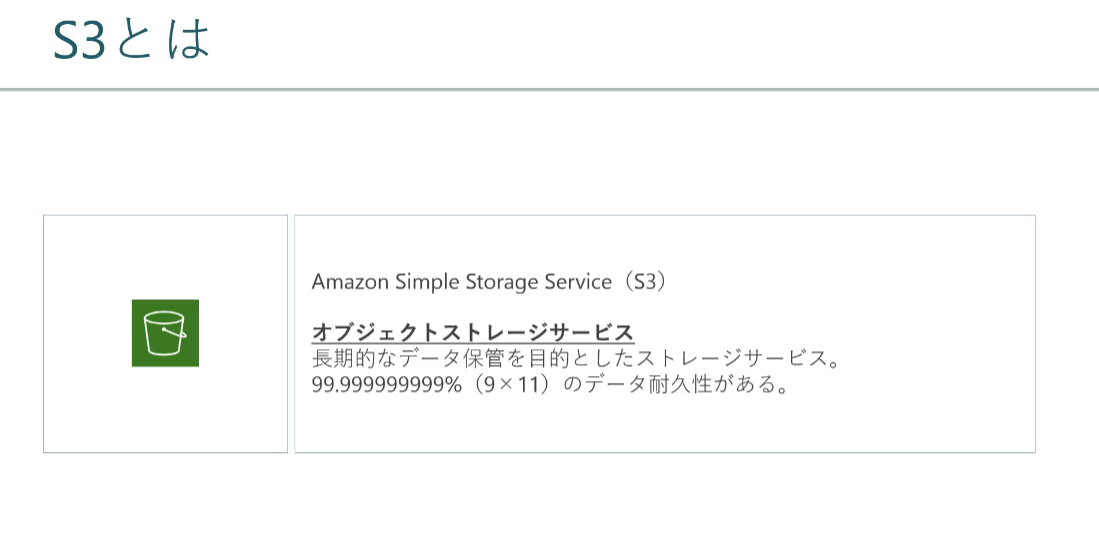 S3とは
Amazon Simple Storage Service（S3）
オブジェクトストレージサービス
長期的なデータ保管を目的としたストレージサービス。
99.999999999%（9×11）のデータ耐久性がある。